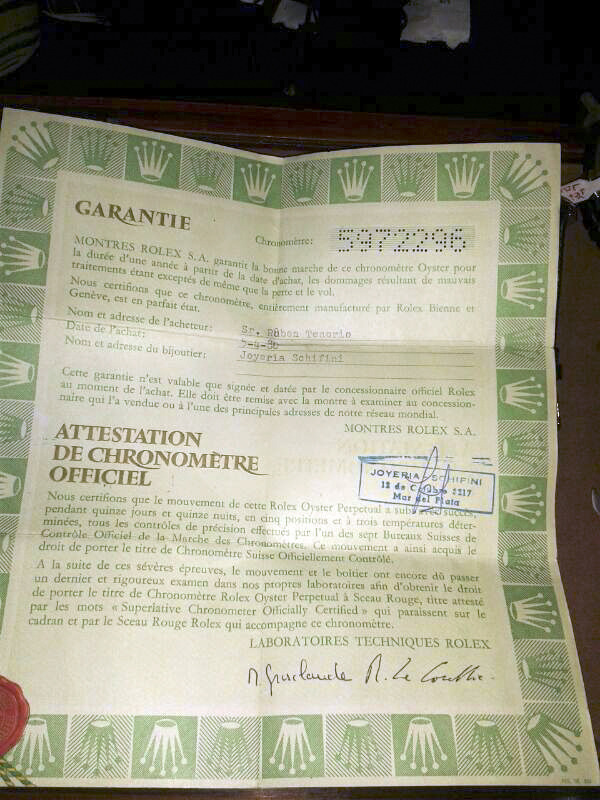 GARANTIE
Chronomètre: 5972296
MONTRES ROLEX S.A. garantit la bonne marche de ce chronomètre Oyster pour
la durée d'une année à partir de la date d'achat, les dommages résultant de mauvais
traitements étant exceptés de même que la perte et le vol.
Nous certifions que ce chronomètre, entièrement manufacturé par Rolex Bienne et
Genève, est en parfait état.
Nom et adresse de l'acheteur: Sr. Rúben Tenorio
Date de l'achat:
Nom et adresse du bijoutier: Joyeria Schifini
Cette garantie n'est valable que signée et datée par le concessionnaire officiel Rolex
au moment de l'achat. Elle doit être remise avec la montre à examiner au concession-
naire qui l'a vendue ou à l'une des principales adresses de notre réseau mondial.
MONTRES ROLEX S.A.
ATTESTATION
DE CHRONOMÈTRE
OFFICIEL
JOYERIA SCHIFINI
12 de Octubre 3217
Mar del Plata
Nous certifions que le mouvement de cette Rolex Oyster Perpetual a subi avec succès,
pendant quinze jours et quinze nuits, en cinq positions et à trois températures déter-
minées, tous les contrôles de précision effectués par l'un des sept Bureaux Suisses de
Contrôle Officiel de la Marche des Chronomètres. Ce mouvement a ainsi acquis le
droit de porter le titre de Chronomètre Suisse Officiellement Contrôlé.
A la suite de ces sévères épreuves, le mouvement et le boîtier ont encore dû passer
un dernier et rigoureux examen dans nos propres laboratoires afin d'obtenir le droit
de porter le titre de Chronomètre Rolex Oyster Perpetual à Sceau Rouge, titre attesté
par les mots « Superlative Chronometer Officially Certified » qui paraissent sur le
cadran et par le Sceau Rouge Rolex qui accompagne ce chronomètre.
LABORATOIRES TECHNIQUES ROLEX